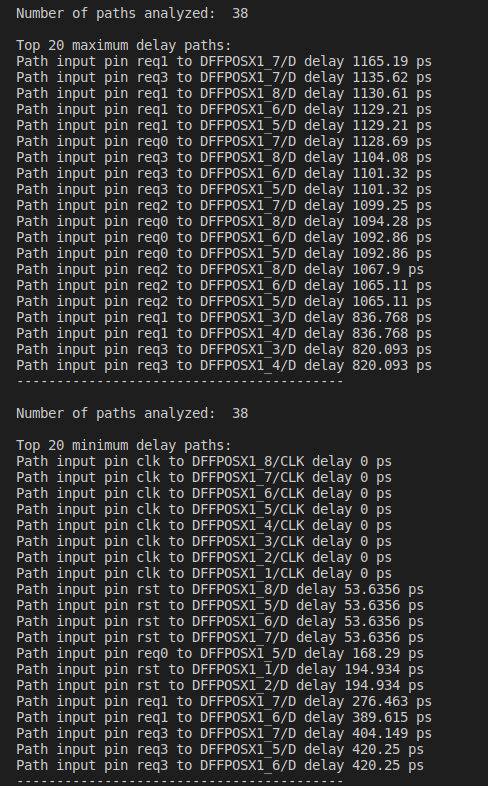 Number of paths analyzed:  38
Top 20 maximum delay paths:
Path input pin req1 to DFFPOSX1_7/D delay 1165.19 ps
Path input pin req3 to DFFPOSX1_7/D delay 1135.62 ps
Path input pin req1 to DFFPOSX1_8/D delay 1130.61 ps
Path input pin req1 to DFFPOSX1_6/D delay 1129.21 ps
Path input pin req1 to DFFPOSX1_5/D delay 1129.21 ps
Path input pin req0 to DFFPOSX1_7/D delay 1128.69 ps
Path input pin req3 to DFFPOSX1_8/D delay 1104.08 ps
Path input pin req3 to DFFPOSX1_6/D delay 1101.32 ps
Path input pin req3 to DFFPOSX1_5/D delay 1101.32 ps
Path input pin req2 to DFFPOSX1_7/D delay 1099.25 ps
Path input pin req0 to DFFPOSX1_8/D delay 1094.28 ps
Path input pin req0 to DFFPOSX1_6/D delay 1092.86 ps
Path input pin req0 to DFFPOSX1_5/D delay 1092.86 ps
Path input pin req2 to DFFPOSX1_8/D delay 1067.9 ps
Path input pin req2 to DFFPOSX1_6/D delay 1065.11 ps
Path input pin req2 to DFFPOSX1_5/D delay 1065.11 ps
Path input pin req1 to DFFPOSX1_3/D delay 836.768 ps
Path input pin req1 to DFFPOSX1_4/D delay 836.768 ps
Path input pin req3 to DFFPOSX1_3/D delay 820.093 ps
Path input pin req3 to DFFPOSX1_4/D delay 820.093 ps
-----------------------------------------
Number of paths analyzed:  38
Top 20 minimum delay paths:
Path input pin clk to DFFPOSX1_8/CLK delay 0 ps
Path input pin clk to DFFPOSX1_7/CLK delay 0 ps
Path input pin clk to DFFPOSX1_6/CLK delay 0 ps
Path input pin clk to DFFPOSX1_5/CLK delay 0 ps
Path input pin clk to DFFPOSX1_4/CLK delay 0 ps
Path input pin clk to DFFPOSX1_3/CLK delay 0 ps
Path input pin clk to DFFPOSX1_2/CLK delay 0 ps
Path input pin clk to DFFPOSX1_1/CLK delay 0 ps
Path input pin rst to DFFPOSX1_8/D delay 53.6356 ps
Path input pin rst to DFFPOSX1_5/D delay 53.6356 ps
Path input pin rst to DFFPOSX1_6/D delay 53.6356 ps
Path input pin rst to DFFPOSX1_7/D delay 53.6356 ps
Path input pin req0 to DFFPOSX1_5/D delay 168.29 ps
Path input pin rst to DFFPOSX1_1/D delay 194.934 ps
Path input pin rst to DFFPOSX1_2/D delay 194.934 ps
Path input pin req1 to DFFPOSX1_7/D delay 276.463 ps
Path input pin req1 to DFFPOSX1_6/D delay 389.615 ps
Path input pin req3 to DFFPOSX1_7/D delay 404.149 ps
Path input pin req3 to DFFPOSX1_5/D delay 420.25 ps
Path input pin req3 to DFFPOSX1_6/D delay 420.25 ps
-----------------------------------------